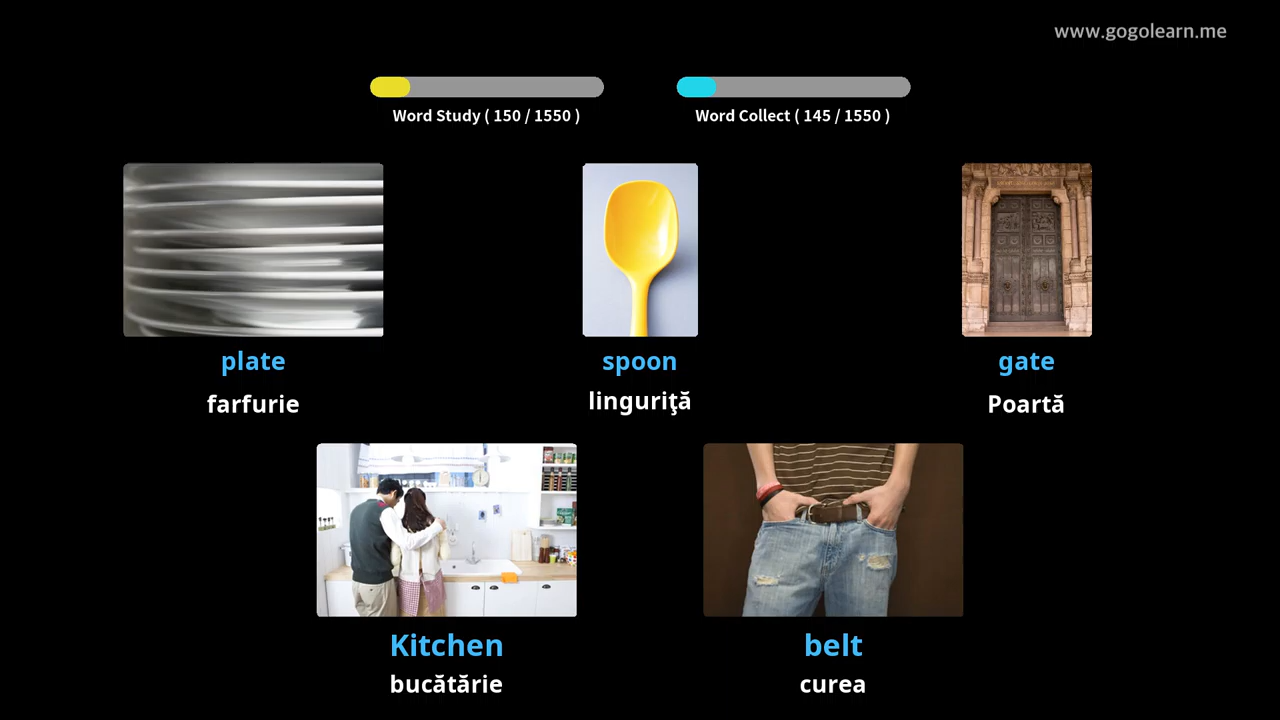 www.gogolearn.me
Word Study ( 150 / 1550 )
Word Collect ( 145 / 1550 )
plate
farfurie
spoon
linguriţă
gate
Poartă
Kitchen
bucătărie
belt
curea